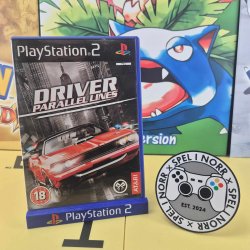 PlayStation 2
DRIVER
PARALLEL LINES
18
ATARI
PlayStation 2
SPEL I NORR × SPEL I NORR ×
EST. 2024
Version